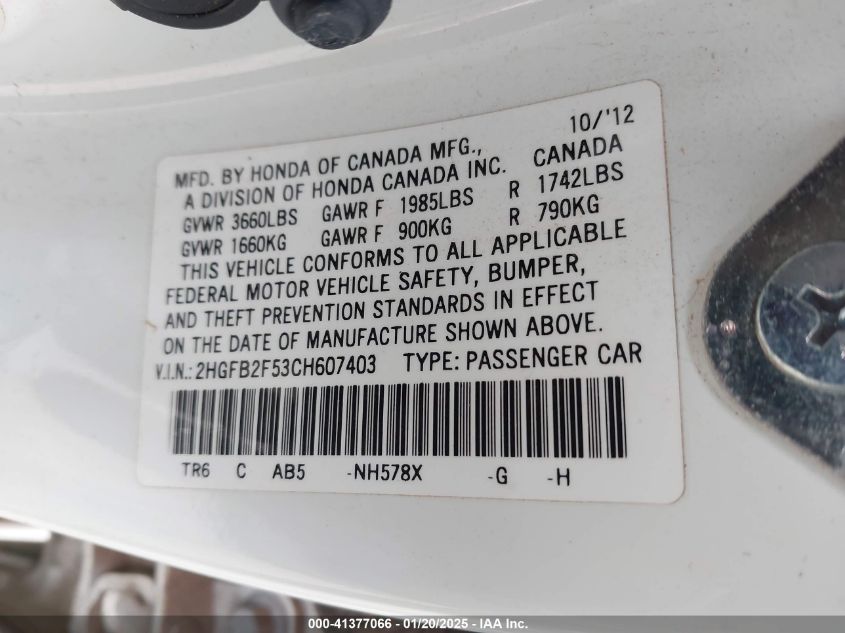 10/'12
MFD. BY HONDA OF CANADA MFG.,
A DIVISION OF HONDA CANADA INC. CANADA
GVWR 3660LBS GAWR F 1985LBS R 1742LBS
GVWR 1660KG GAWR F 900KG R 790KG
THIS VEHICLE CONFORMS TO ALL APPLICABLE
FEDERAL MOTOR VEHICLE SAFETY, BUMPER,
AND THEFT PREVENTION STANDARDS IN EFFECT
ON THE DATE OF MANUFACTURE SHOWN ABOVE.
V.I.N.: 2HGFB2F53CH607403 TYPE: PASSENGER CAR
TR6 C AB5 -NH578X -G -H
000-41377066 - 01/20/2025 - IAA Inc.